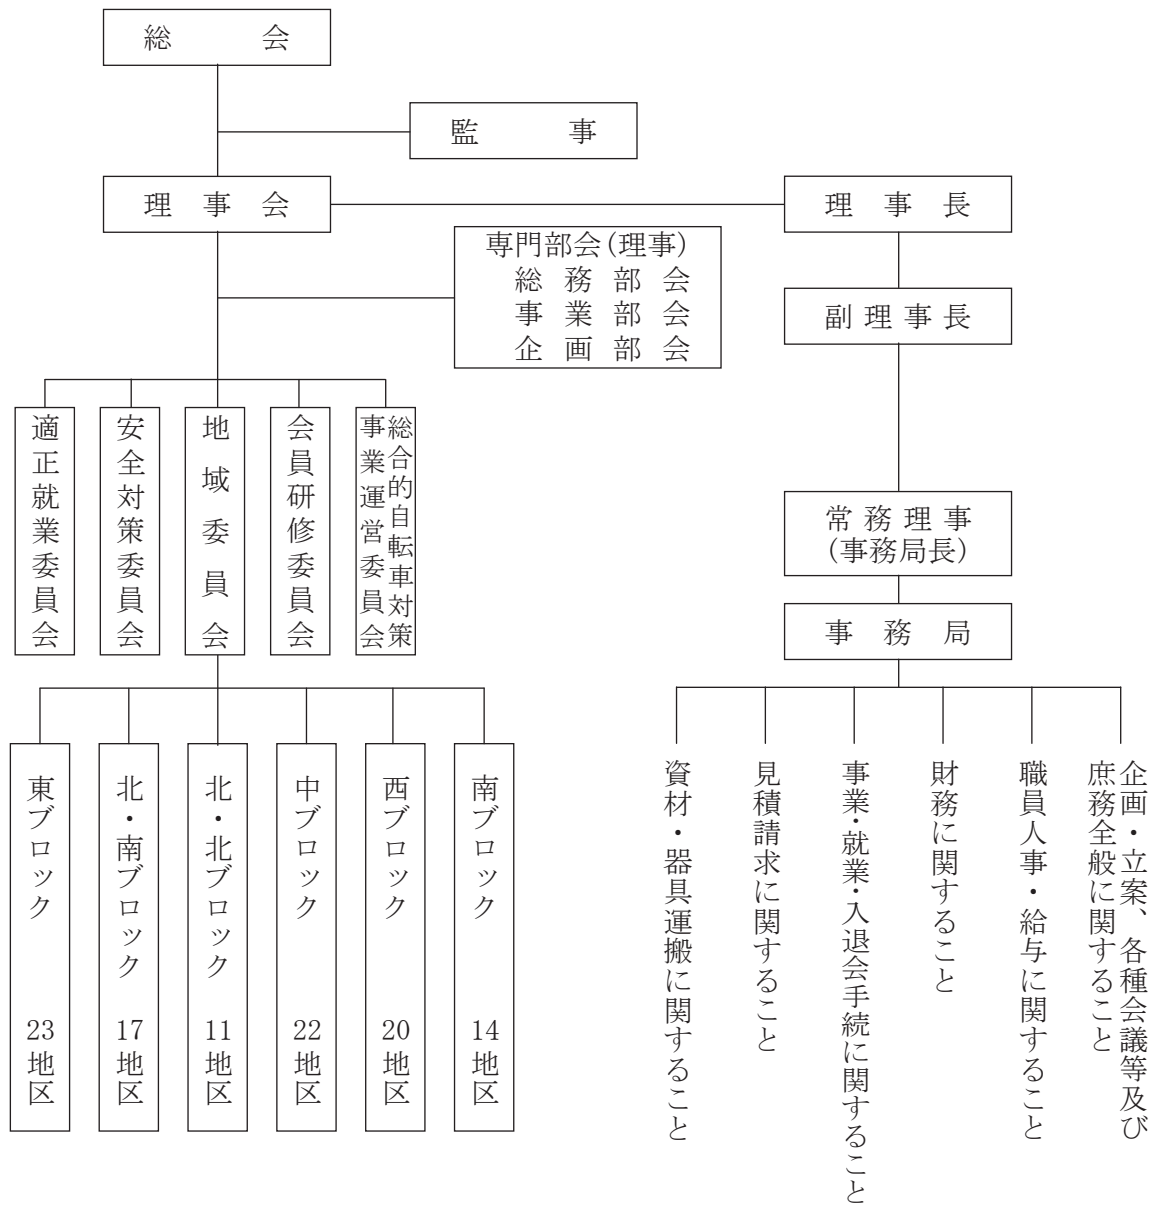 総会
監事
理事会
理事長
専門部会(理事)
総務部会
事業部会
企画部会
副理事長
適正就業委員会
安全対策委員会
地域委員会
会員研修委員会
総合的自転車対策
事業運営委員会
常務理事
(事務局長)
事務局
東ブロック 23地区
北・南ブロック 17地区
北・北ブロック 11地区
中ブロック 22地区
西ブロック 20地区
南ブロック 14地区
資材・器具運搬に関すること
見積請求に関すること
事業・就業・入退会手続に関すること
財務に関すること
職員人事・給与に関すること
企画・立案、各種会議等及び
庶務全般に関すること